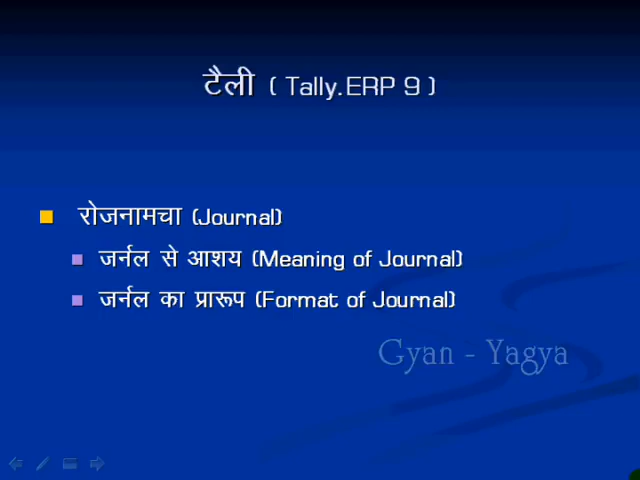 टैली ( Tally.ERP 9 )
रोजनामचा (Journal)
जर्नल से आशय (Meaning of Journal)
जर्नल का प्रारूप (Format of Journal)
Gyan - Yagya